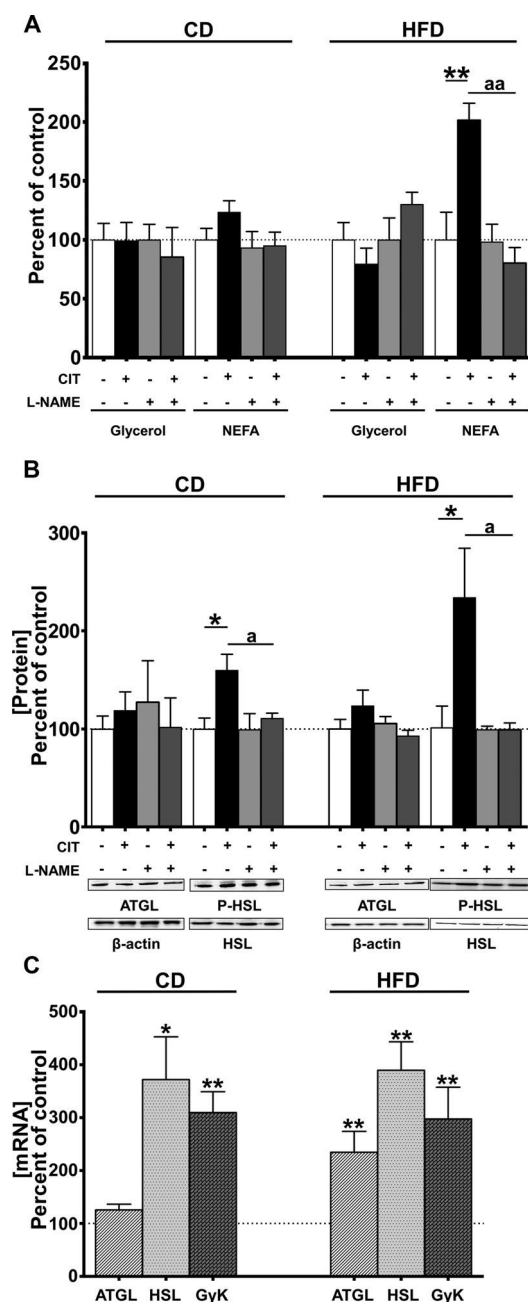 A
CD HFD
Percent of control
250
200
150
100
50
0
** aa
CIT - + - + - + - + - + - + - + - +
L-NAME - - + + - - + + - - + + - - + +
Glycerol NEFA Glycerol NEFA
B
CD HFD
[Protein]
Percent of control
300
200
100
0
* a * a
CIT - + - + - + - + - + - + - + - +
L-NAME - - + + - - + + - - + + - - + +
ATGL P-HSL ATGL P-HSL
β-actin HSL β-actin HSL
C
CD HFD
[mRNA]
Percent of control
500
400
300
200
100
0
* ** ** ** **
ATGL HSL GyK ATGL HSL GyK